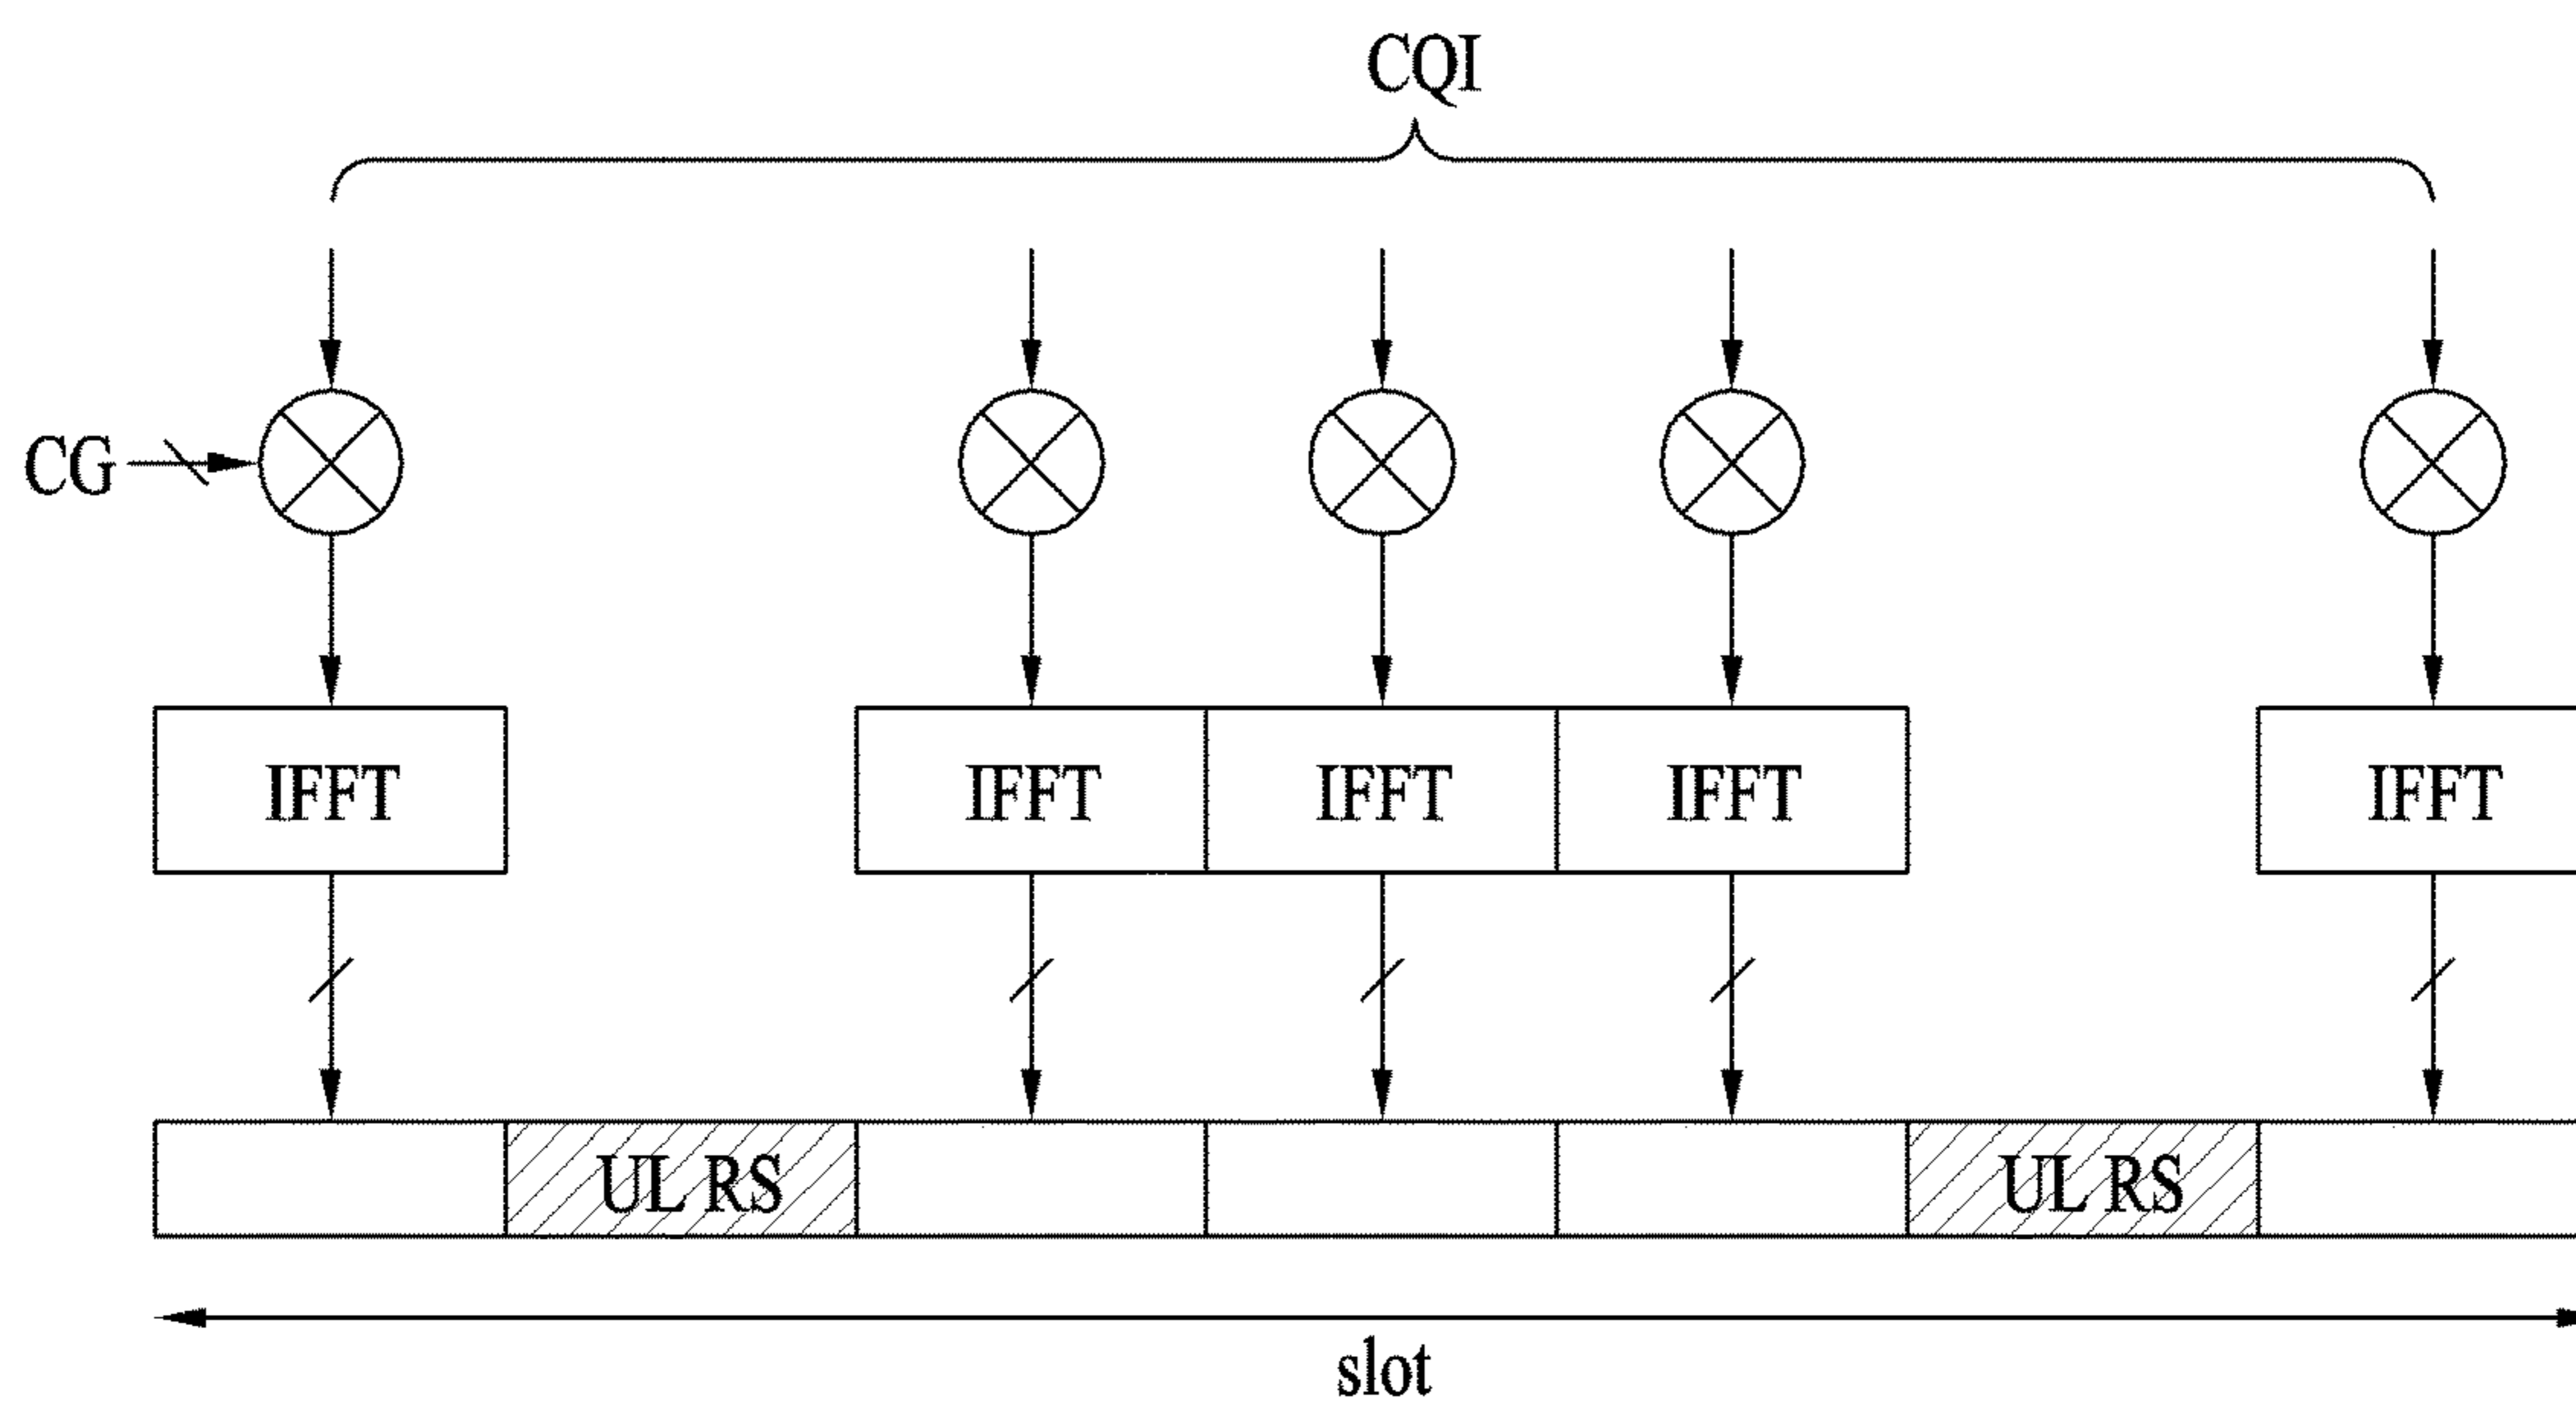 CQI
CG
IFFT IFFT IFFT IFFT IFFT
UL RS UL RS
slot